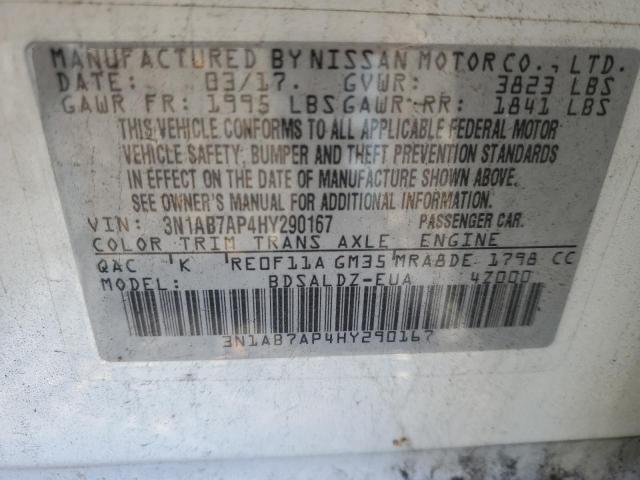 MANUFACTURED BY NISSAN MOTOR CO., LTD.
DATE: 03/17. GVWR: 3823 LBS
GAWR FR: 1995 LBS GAWR RR: 1841 LBS
THIS VEHICLE CONFORMS TO ALL APPLICABLE FEDERAL MOTOR
VEHICLE SAFETY, BUMPER AND THEFT PREVENTION STANDARDS
IN EFFECT ON THE DATE OF MANUFACTURE SHOWN ABOVE.
SEE OWNER'S MANUAL FOR ADDITIONAL INFORMATION.
VIN: 3N1AB7AP4HY290167 PASSENGER CAR.
COLOR TRIM TRANS AXLE ENGINE
QAC K RE0F11A GM35 MRA8DE 1798 CC
MODEL: BDSALDZ-EUA 4Z000
3N1AB7AP4HY290167